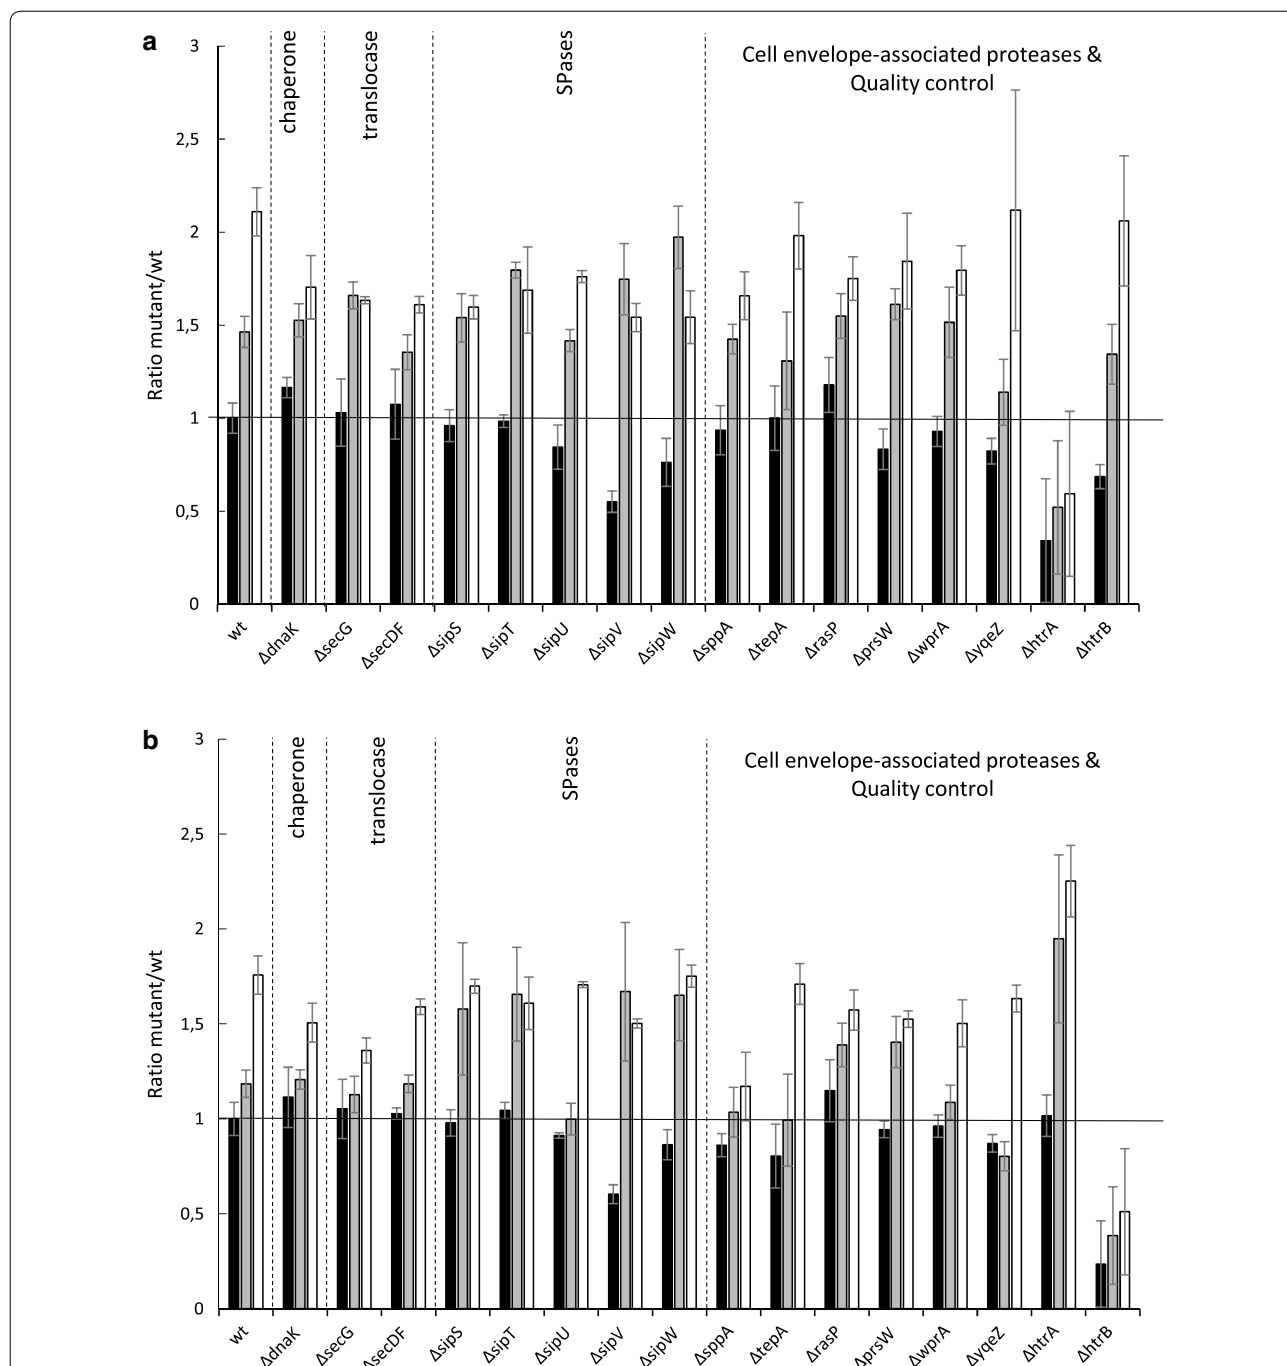 a
chaperone
translocase
SPases
Cell envelope-associated proteases &
Quality control
Ratio mutant/wt
3
2,5
2
1,5
1
0,5
0
wt ΔdnaK ΔsecG ΔsecDF ΔsipS ΔsipT ΔsipU ΔsipV ΔsipW ΔsppA ΔtepA ΔrasP ΔprsW ΔwprA ΔyqeZ ΔhtrA ΔhtrB
b
chaperone
translocase
SPases
Cell envelope-associated proteases &
Quality control
Ratio mutant/wt
3
2,5
2
1,5
1
0,5
0
wt ΔdnaK ΔsecG ΔsecDF ΔsipS ΔsipT ΔsipU ΔsipV ΔsipW ΔsppA ΔtepA ΔrasP ΔprsW ΔwprA ΔyqeZ ΔhtrA ΔhtrB